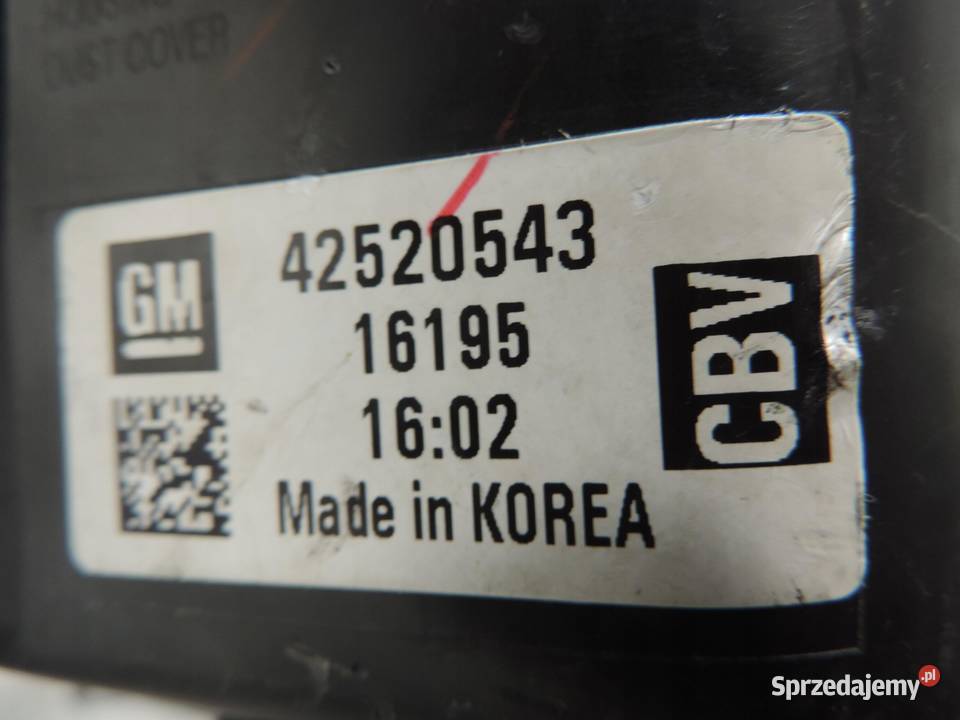 DUST COVER
GM
42520543
16195
16:02
Made in KOREA
CBV
Sprzedajemy.pl